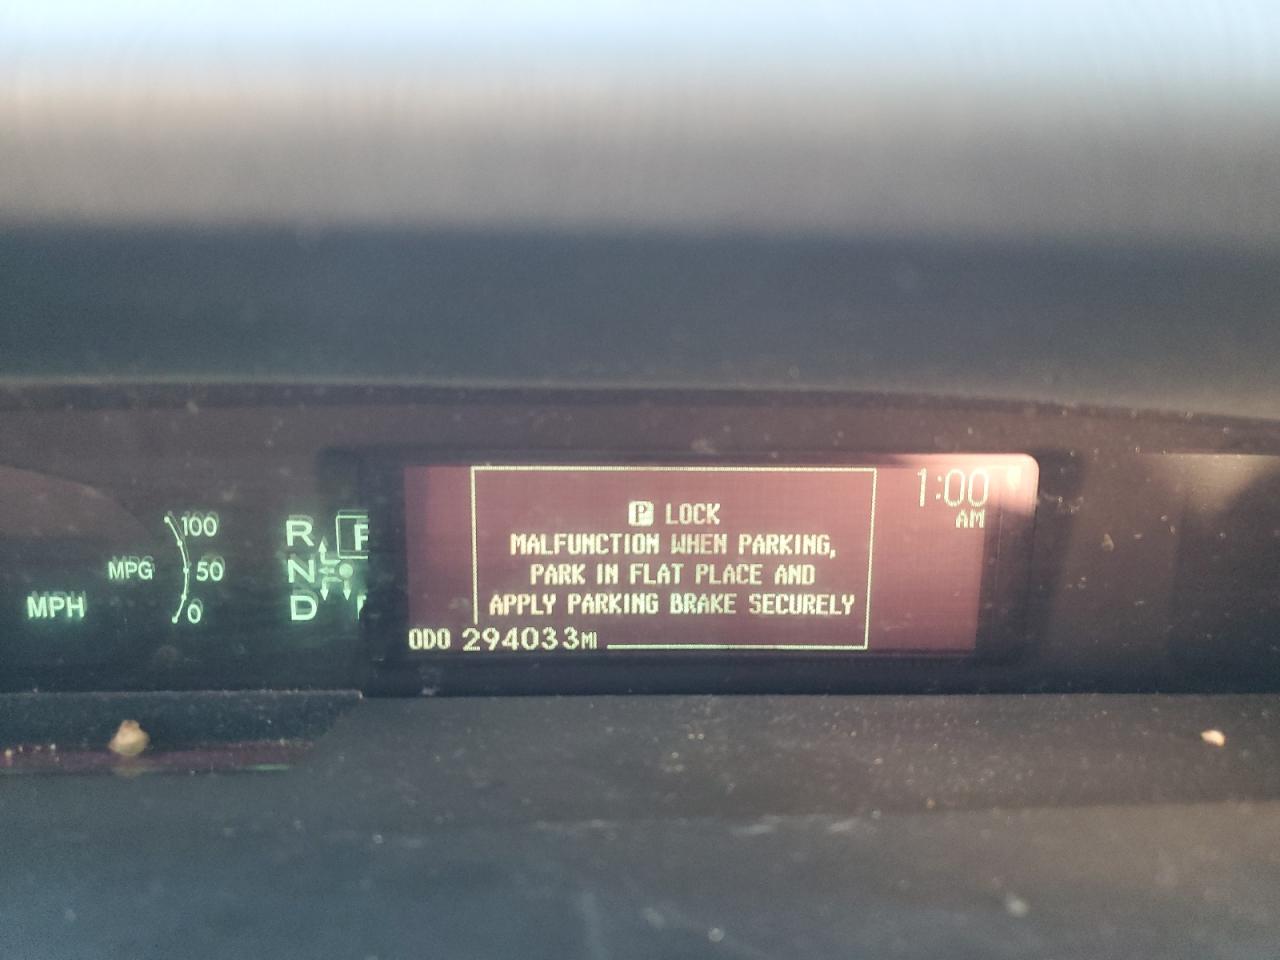 1:00
AM
P LOCK
MALFUNCTION WHEN PARKING,
PARK IN FLAT PLACE AND
APPLY PARKING BRAKE SECURELY
ODO 294033MI
100
MPG 50
0
MPH
R
N
D